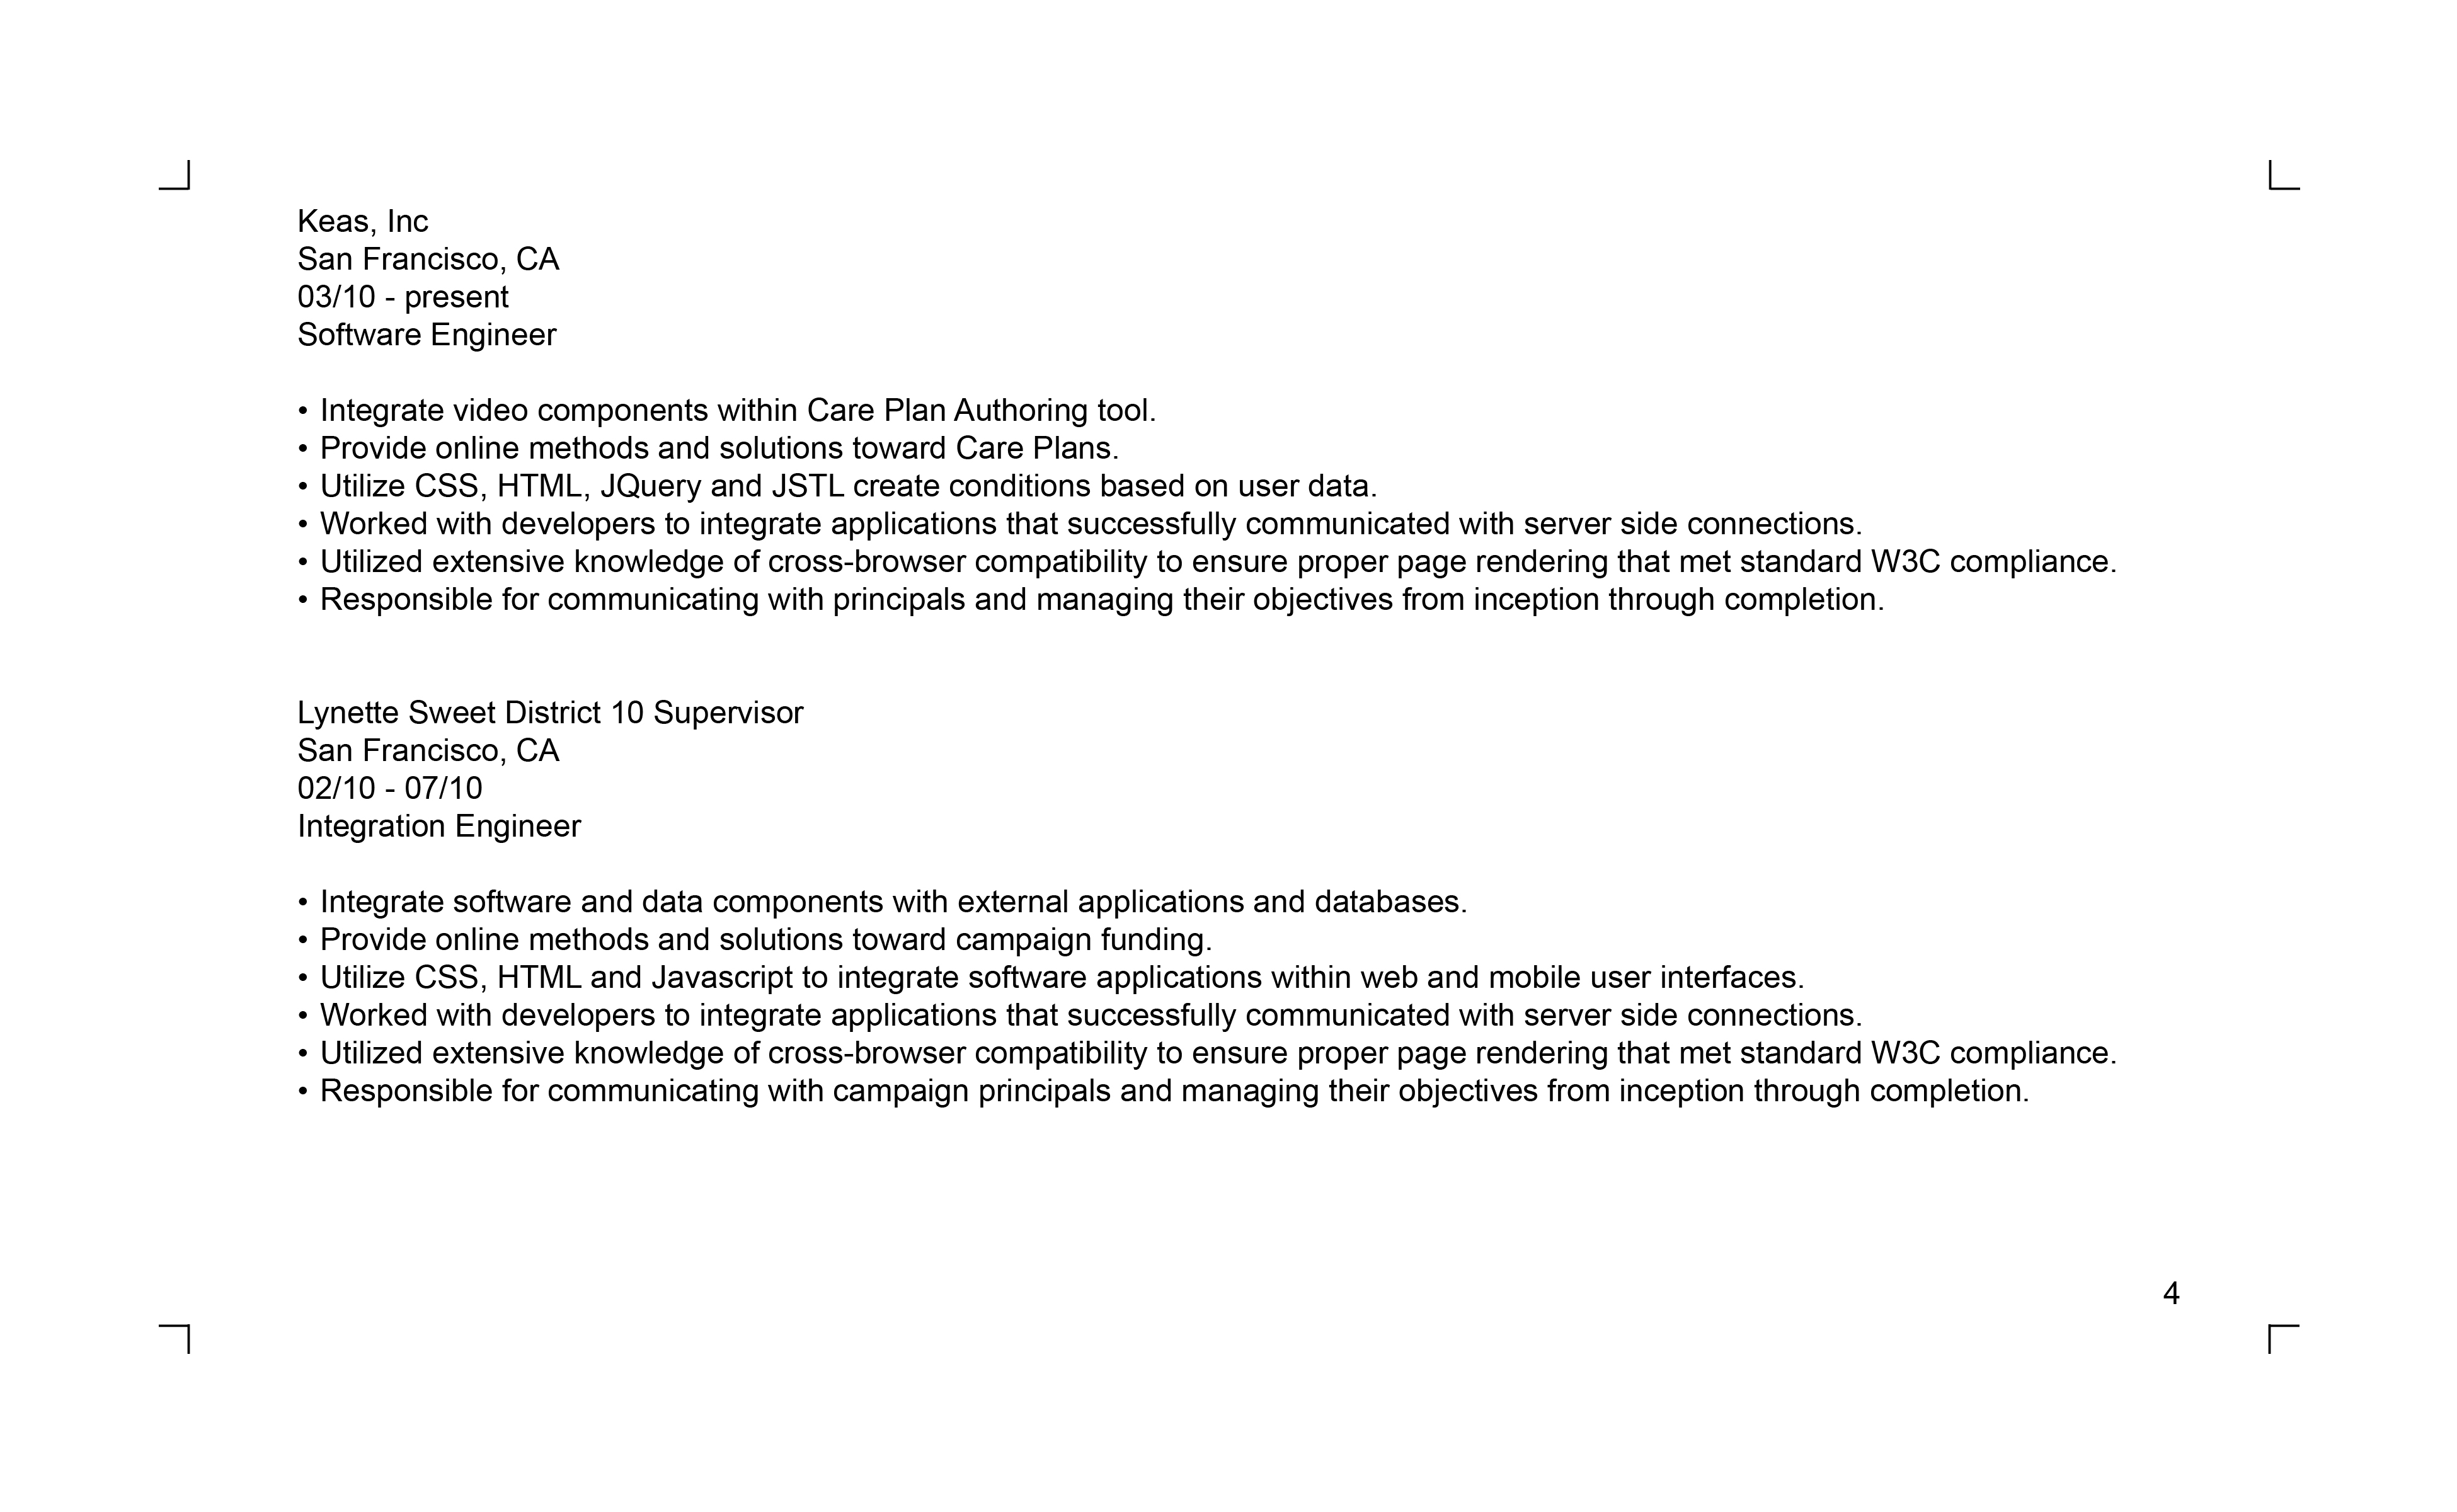 Keas, Inc
San Francisco, CA
03/10 - present
Software Engineer
• Integrate video components within Care Plan Authoring tool.
• Provide online methods and solutions toward Care Plans.
• Utilize CSS, HTML, JQuery and JSTL create conditions based on user data.
• Worked with developers to integrate applications that successfully communicated with server side connections.
• Utilized extensive knowledge of cross-browser compatibility to ensure proper page rendering that met standard W3C compliance.
• Responsible for communicating with principals and managing their objectives from inception through completion.
Lynette Sweet District 10 Supervisor
San Francisco, CA
02/10 - 07/10
Integration Engineer
• Integrate software and data components with external applications and databases.
• Provide online methods and solutions toward campaign funding.
• Utilize CSS, HTML and Javascript to integrate software applications within web and mobile user interfaces.
• Worked with developers to integrate applications that successfully communicated with server side connections.
• Utilized extensive knowledge of cross-browser compatibility to ensure proper page rendering that met standard W3C compliance.
• Responsible for communicating with campaign principals and managing their objectives from inception through completion.
4